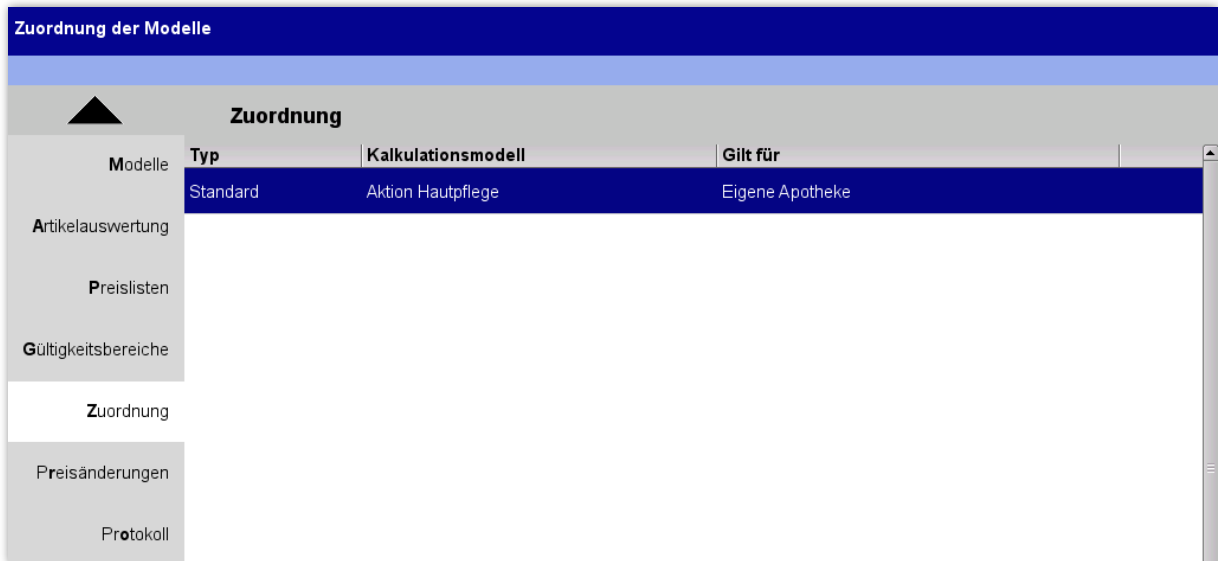 Zuordnung der Modelle
Zuordnung
Typ Kalkulationsmodell Gilt für
Standard Aktion Hautpflege Eigene Apotheke
Modelle
Artikelauswertung
Preislisten
Gültigkeitsbereiche
Zuordnung
Preisänderungen
Protokoll